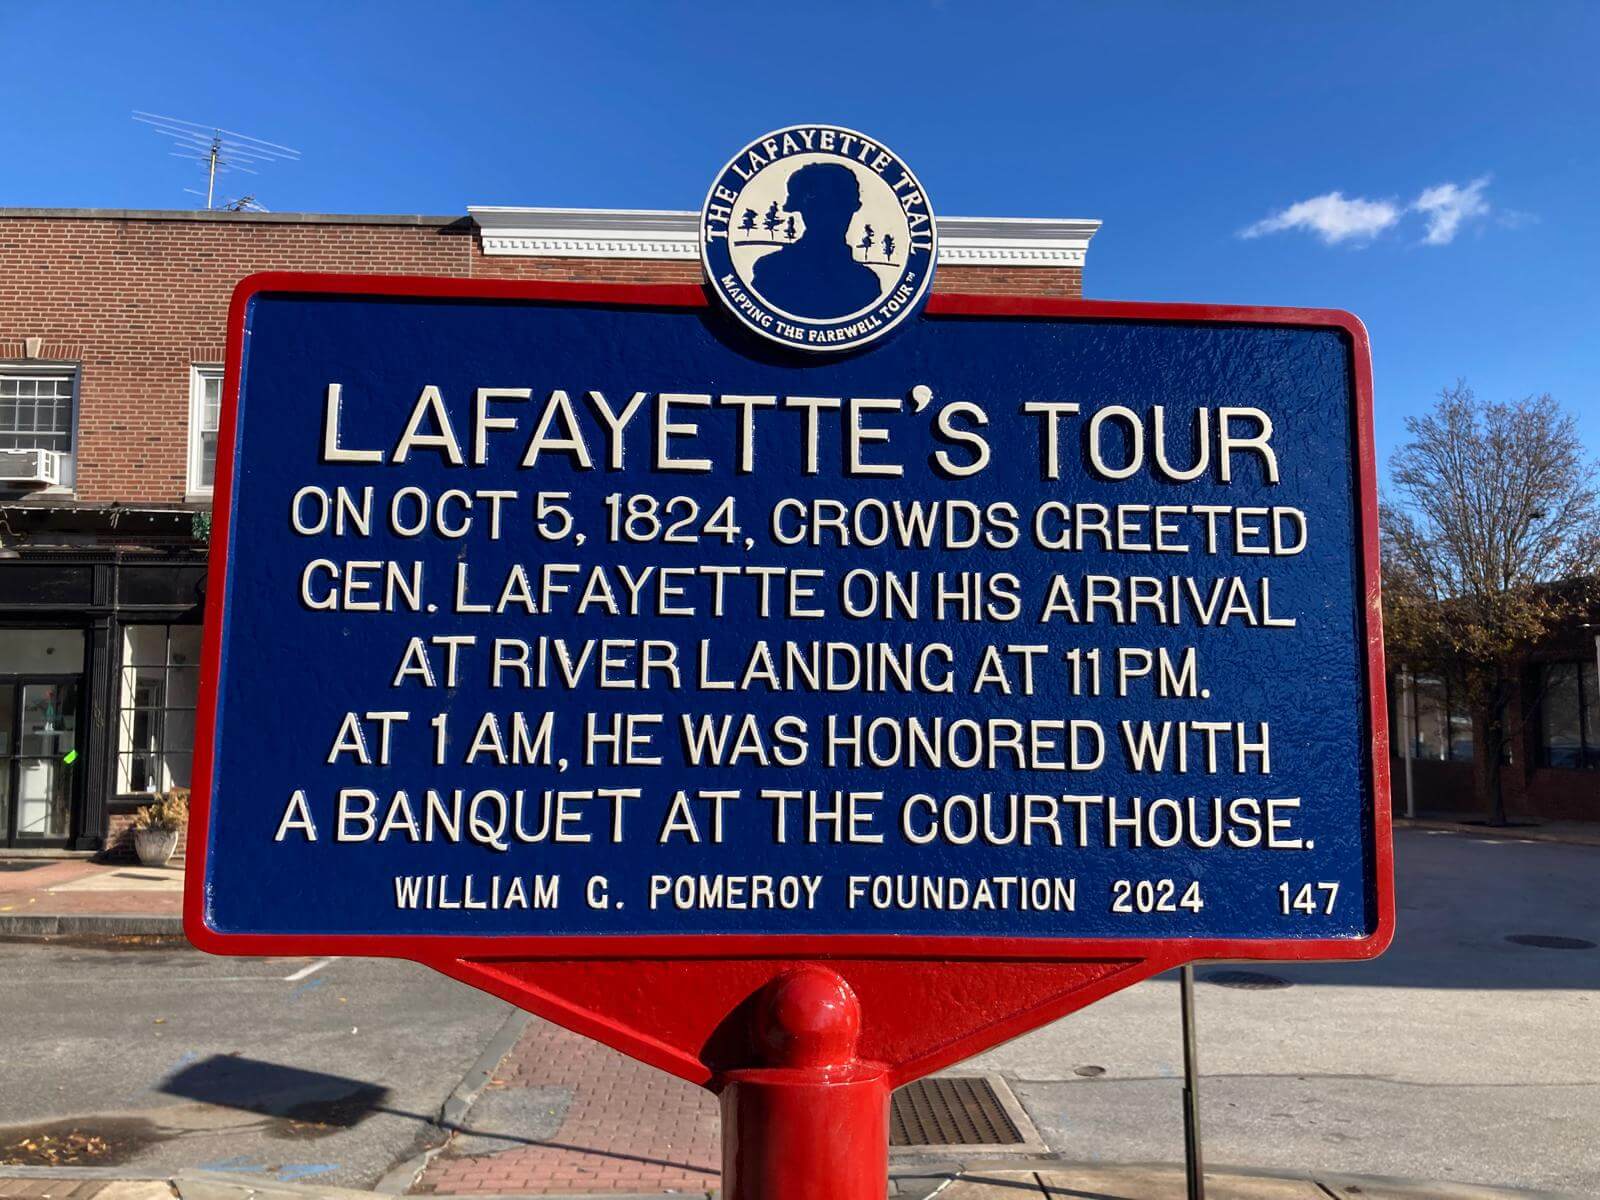 THE LAFAYETTE TRAIL
MAPPING THE FAREWELL TOUR™
LAFAYETTE'S TOUR
ON OCT 5, 1824, CROWDS GREETED
GEN. LAFAYETTE ON HIS ARRIVAL
AT RIVER LANDING AT 11 PM.
AT 1 AM, HE WAS HONORED WITH
A BANQUET AT THE COURTHOUSE.
WILLIAM G. POMEROY FOUNDATION 2024 147